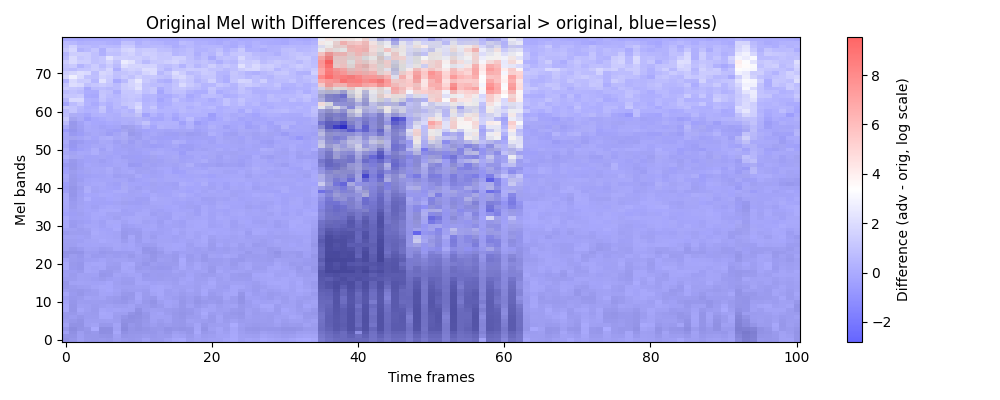 Original Mel with Differences (red=adversarial > original, blue=less)
Mel bands
70
60
50
40
30
20
10
0
0 20 40 60 80 100
Time frames
8
6
4
2
0
−2
Difference (adv - orig, log scale)